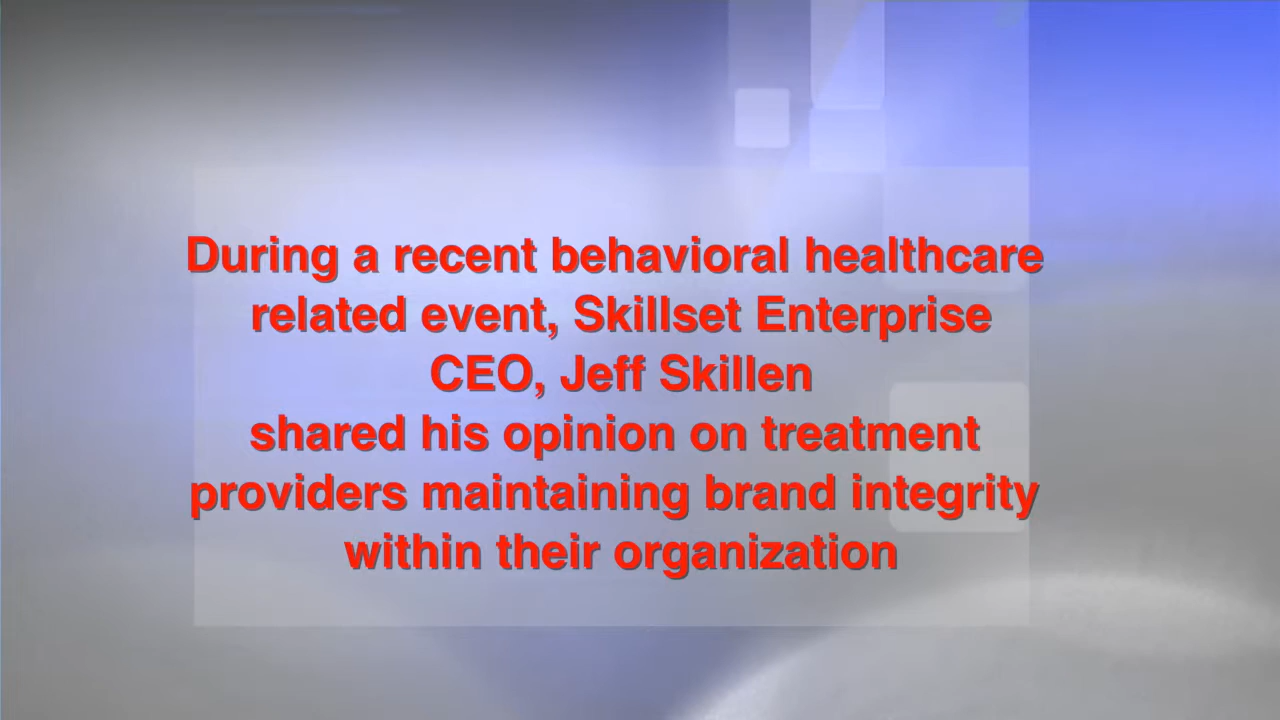 During a recent behavioral healthcare
related event, Skillset Enterprise
CEO, Jeff Skillen
shared his opinion on treatment
providers maintaining brand integrity
within their organization